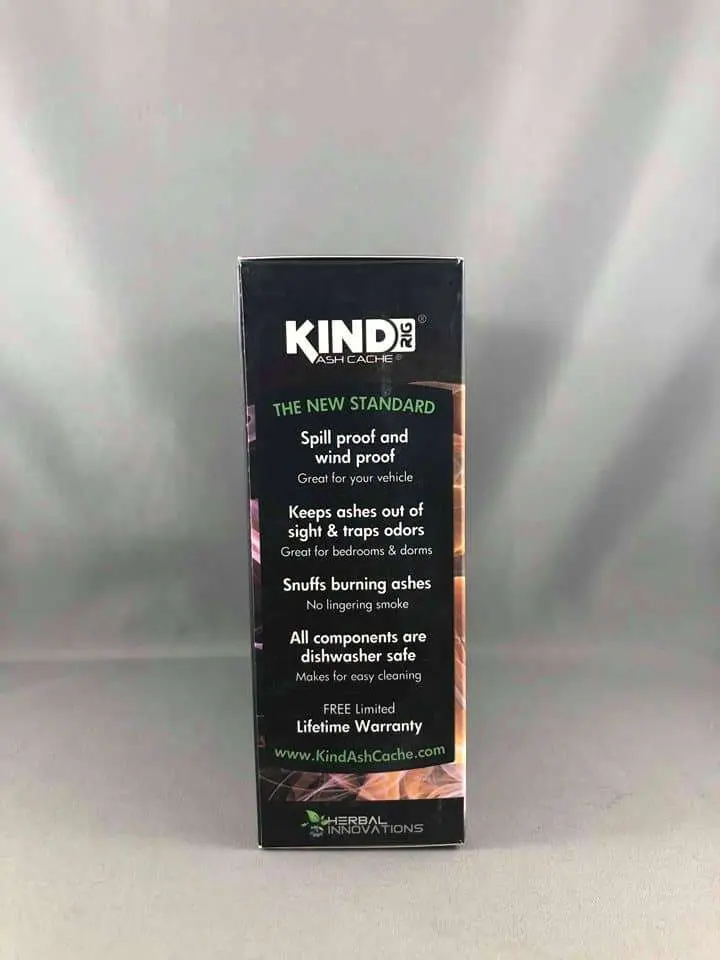 KIND RIG®
ASH CACHE®
THE NEW STANDARD
Spill proof and
wind proof
Great for your vehicle
Keeps ashes out of
sight & traps odors
Great for bedrooms & dorms
Snuffs burning ashes
No lingering smoke
All components are
dishwasher safe
Makes for easy cleaning
FREE Limited
Lifetime Warranty
www.KindAshCache.com
HERBAL
INNOVATIONS